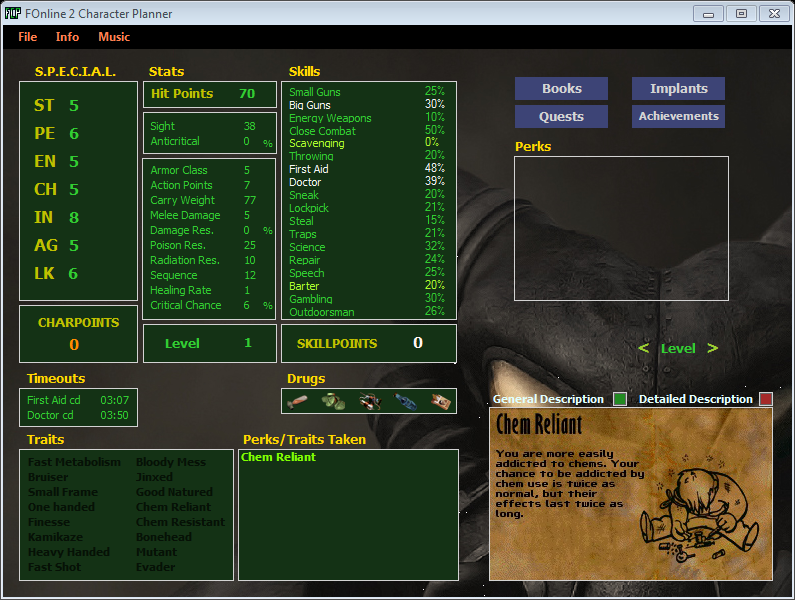 FOnline 2 Character Planner
File Info Music
S.P.E.C.I.A.L.
ST 5
PE 6
EN 5
CH 5
IN 8
AG 5
LK 6
CHARPOINTS
0
Stats
Hit Points 70
Sight 38
Anticritical 0 %
Armor Class 5
Action Points 7
Carry Weight 77
Melee Damage 5
Damage Res. 0 %
Poison Res. 25
Radiation Res. 10
Sequence 12
Healing Rate 1
Critical Chance 6 %
Level 1
Skills
Small Guns 25%
Big Guns 30%
Energy Weapons 10%
Close Combat 50%
Scavenging 0%
Throwing 20%
First Aid 48%
Doctor 39%
Sneak 20%
Lockpick 21%
Steal 15%
Traps 21%
Science 32%
Repair 24%
Speech 25%
Barter 20%
Gambling 30%
Outdoorsman 26%
SKILLPOINTS 0
Books Implants
Quests Achievements
Perks
< Level >
Timeouts
First Aid cd 03:07
Doctor cd 03:50
Drugs
Traits
Fast Metabolism Bloody Mess
Bruiser Jinxed
Small Frame Good Natured
One handed Chem Reliant
Finesse Chem Resistant
Kamikaze Bonehead
Heavy Handed Mutant
Fast Shot Evader
Perks/Traits Taken
Chem Reliant
General Description Detailed Description
Chem Reliant
You are more easily
addicted to chems. Your
chance to be addicted by
chem use is twice as
normal, but their
effects last twice as
long.